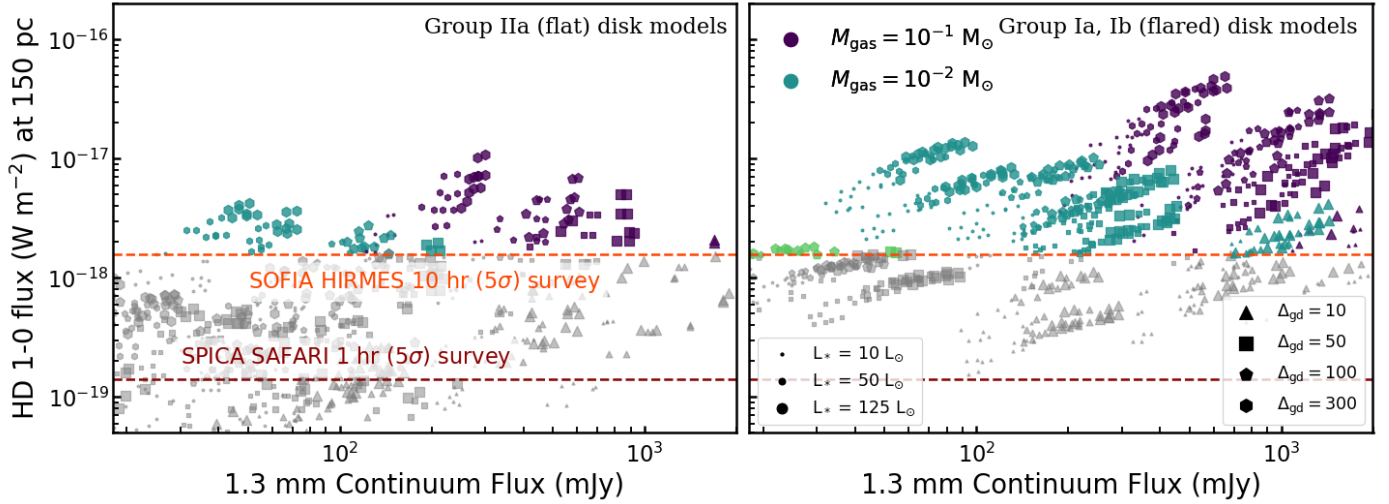 HD 1-0 flux (W m⁻²) at 150 pc
10⁻¹⁶
10⁻¹⁷
10⁻¹⁸
10⁻¹⁹
Group IIa (flat) disk models
SOFIA HIRMES 10 hr (5σ) survey
SPICA SAFARI 1 hr (5σ) survey
10²
10³
1.3 mm Continuum Flux (mJy)
Group Ia, Ib (flared) disk models
M_gas = 10⁻¹ M_⊙
M_gas = 10⁻² M_⊙
L_* = 10 L_⊙
L_* = 50 L_⊙
L_* = 125 L_⊙
Δ_gd = 10
Δ_gd = 50
Δ_gd = 100
Δ_gd = 300
10²
10³
1.3 mm Continuum Flux (mJy)